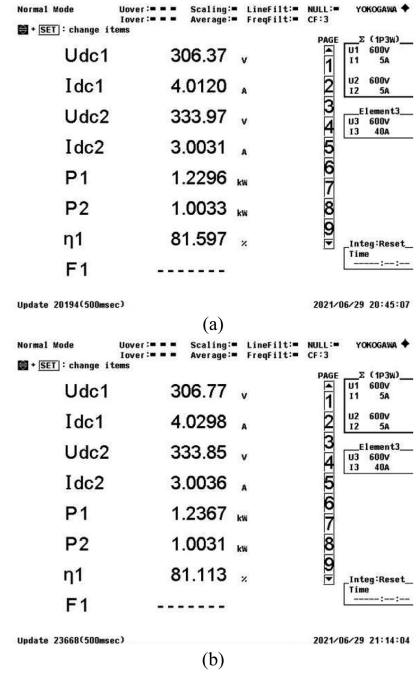 Normal Mode Uover:= = = Scaling:= LineFilt:= NULL:= YOKOGAWA
Iover:= = = Average:= FreqFilt:= CF:3
+ SET : change items
PAGE
Udc1 306.37 V
Idc1 4.0120 A
Udc2 333.97 V
Idc2 3.0031 A
P1 1.2296 kW
P2 1.0033 kW
η1 81.597 %
F1 -------
1
2
3
4
5
6
7
8
9
Σ (1P3W)
U1 600V
I1 5A
U2 600V
I2 5A
Element3
U3 600V
I3 40A
Integ:Reset
Time
-----:--:--
Update 20194(500msec) 2021/06/29 20:45:07
(a)
Normal Mode Uover:= = = Scaling:= LineFilt:= NULL:= YOKOGAWA
Iover:= = = Average:= FreqFilt:= CF:3
+ SET : change items
PAGE
Udc1 306.77 V
Idc1 4.0298 A
Udc2 333.85 V
Idc2 3.0036 A
P1 1.2367 kW
P2 1.0031 kW
η1 81.113 %
F1 -------
1
2
3
4
5
6
7
8
9
Σ (1P3W)
U1 600V
I1 5A
U2 600V
I2 5A
Element3
U3 600V
I3 40A
Integ:Reset
Time
-----:--:--
Update 23668(500msec) 2021/06/29 21:14:04
(b)